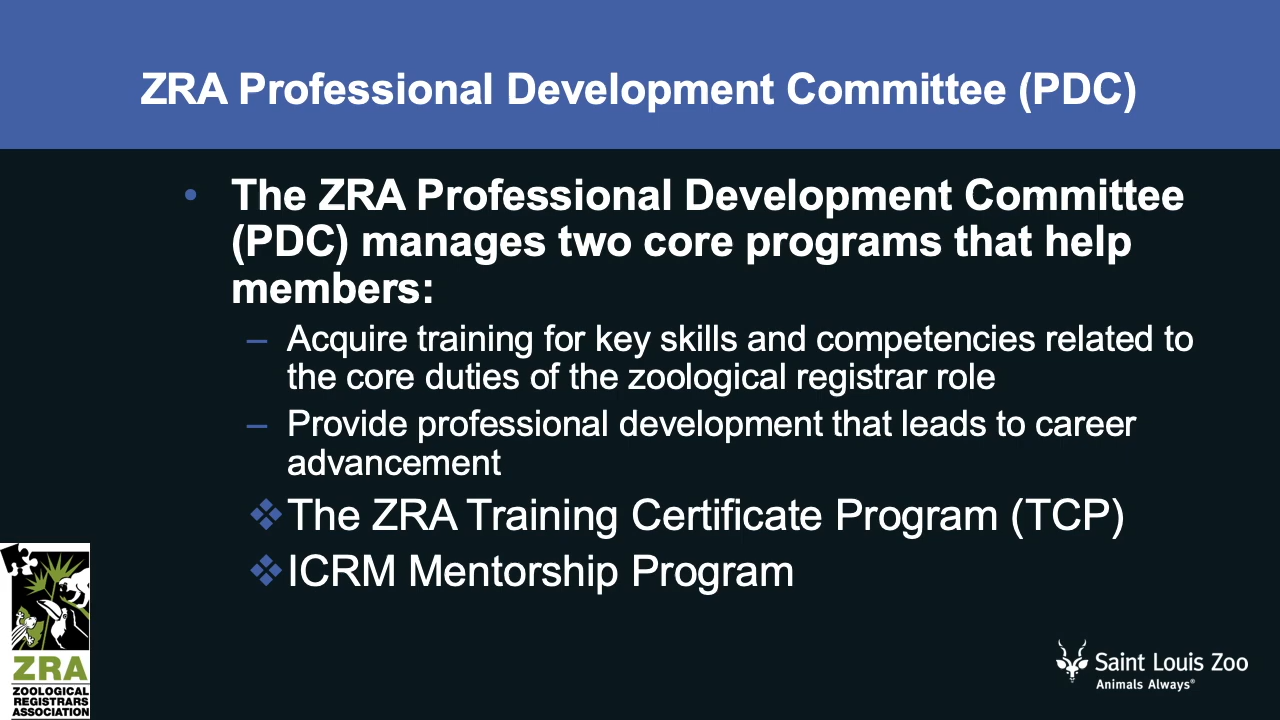 ZRA Professional Development Committee (PDC)
• The ZRA Professional Development Committee
(PDC) manages two core programs that help
members:
– Acquire training for key skills and competencies related to
the core duties of the zoological registrar role
– Provide professional development that leads to career
advancement
❖The ZRA Training Certificate Program (TCP)
❖ICRM Mentorship Program
ZRA
ZOOLOGICAL
REGISTRARS
ASSOCIATION
Saint Louis Zoo
Animals Always®